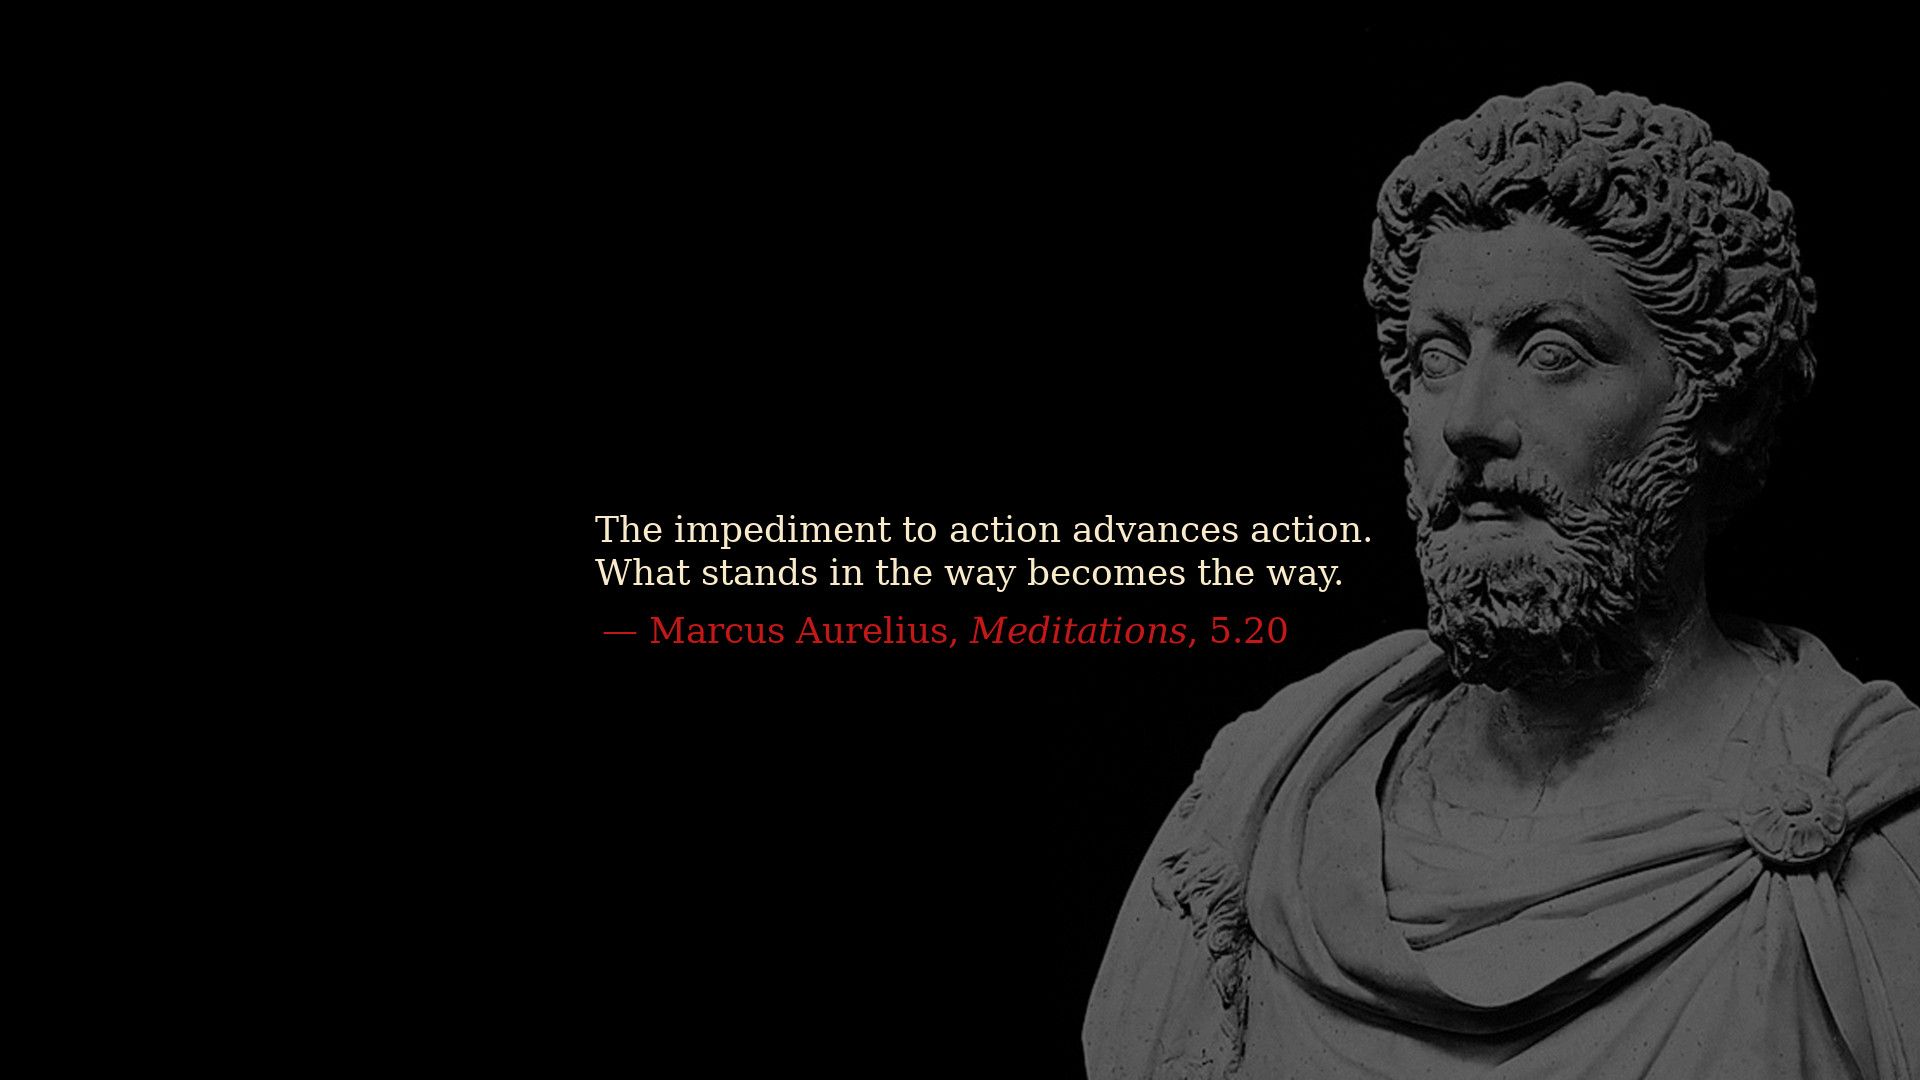 The impediment to action advances action.
What stands in the way becomes the way.
— Marcus Aurelius, Meditations, 5.20